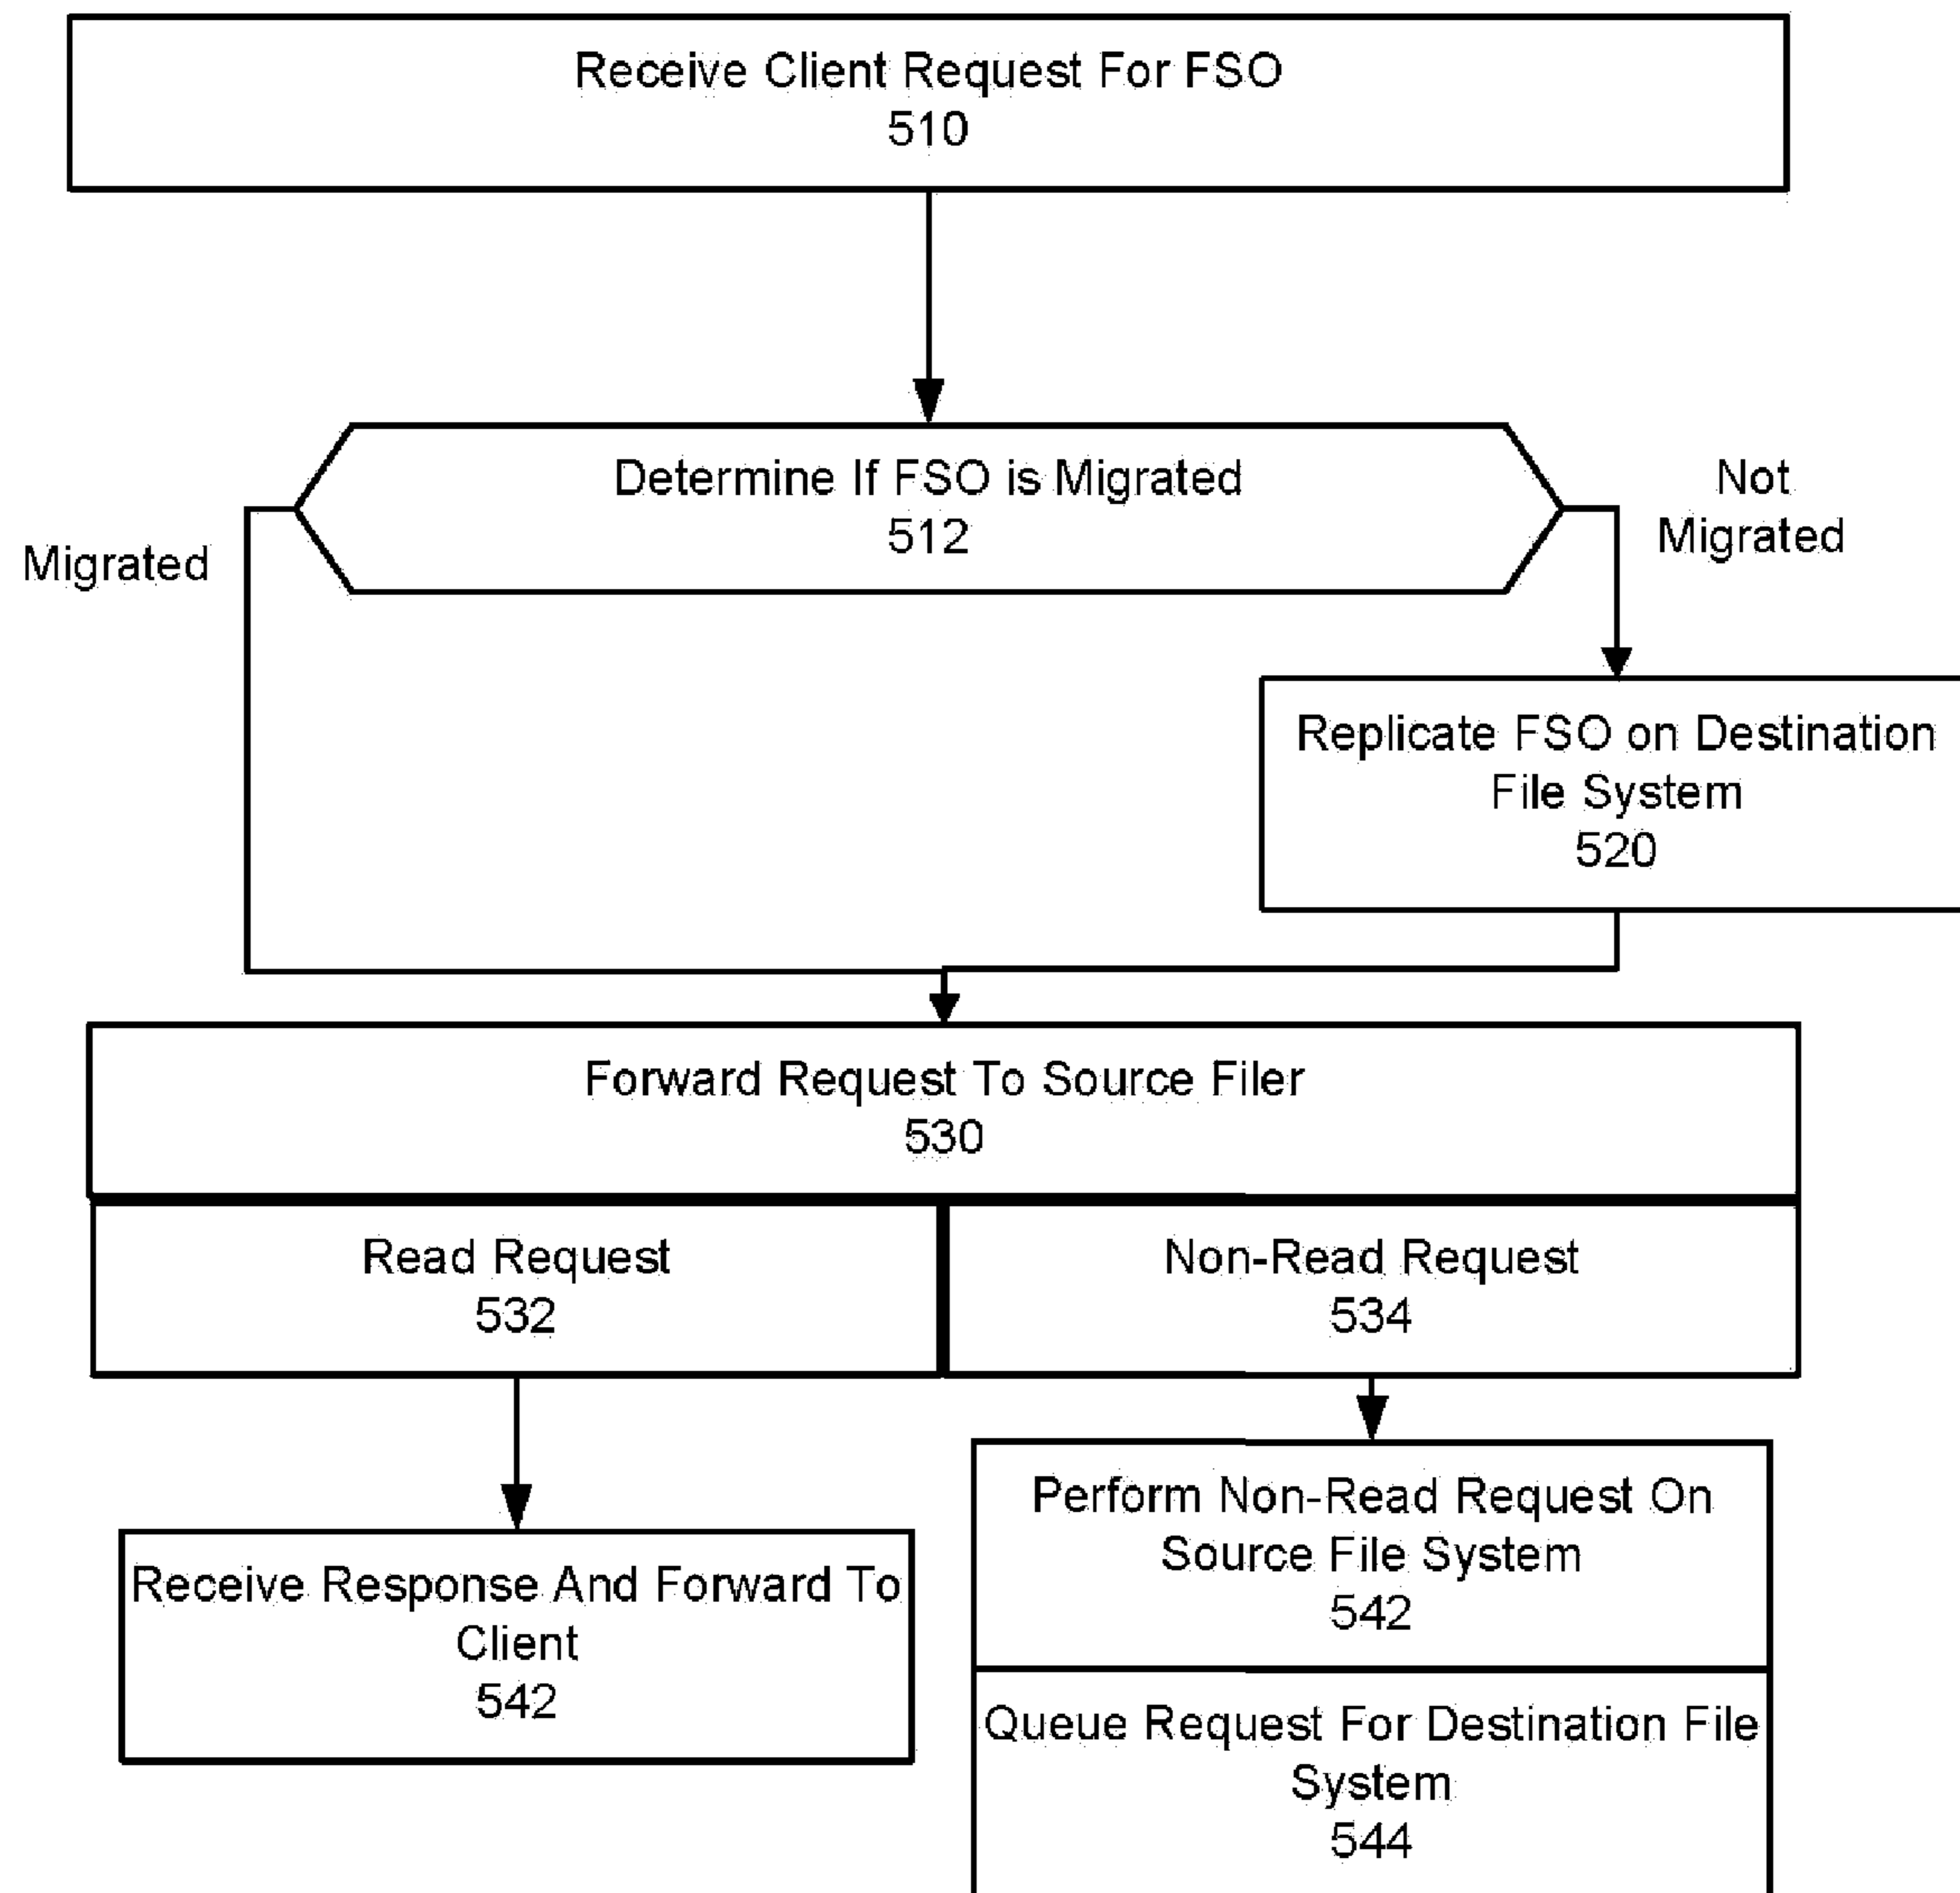 Receive Client Request For FSO
510
Determine If FSO is Migrated
512
Migrated
Not
Migrated
Replicate FSO on Destination
File System
520
Forward Request To Source Filer
530
Read Request
532
Non-Read Request
534
Receive Response And Forward To
Client
542
Perform Non-Read Request On
Source File System
542
Queue Request For Destination File
System
544